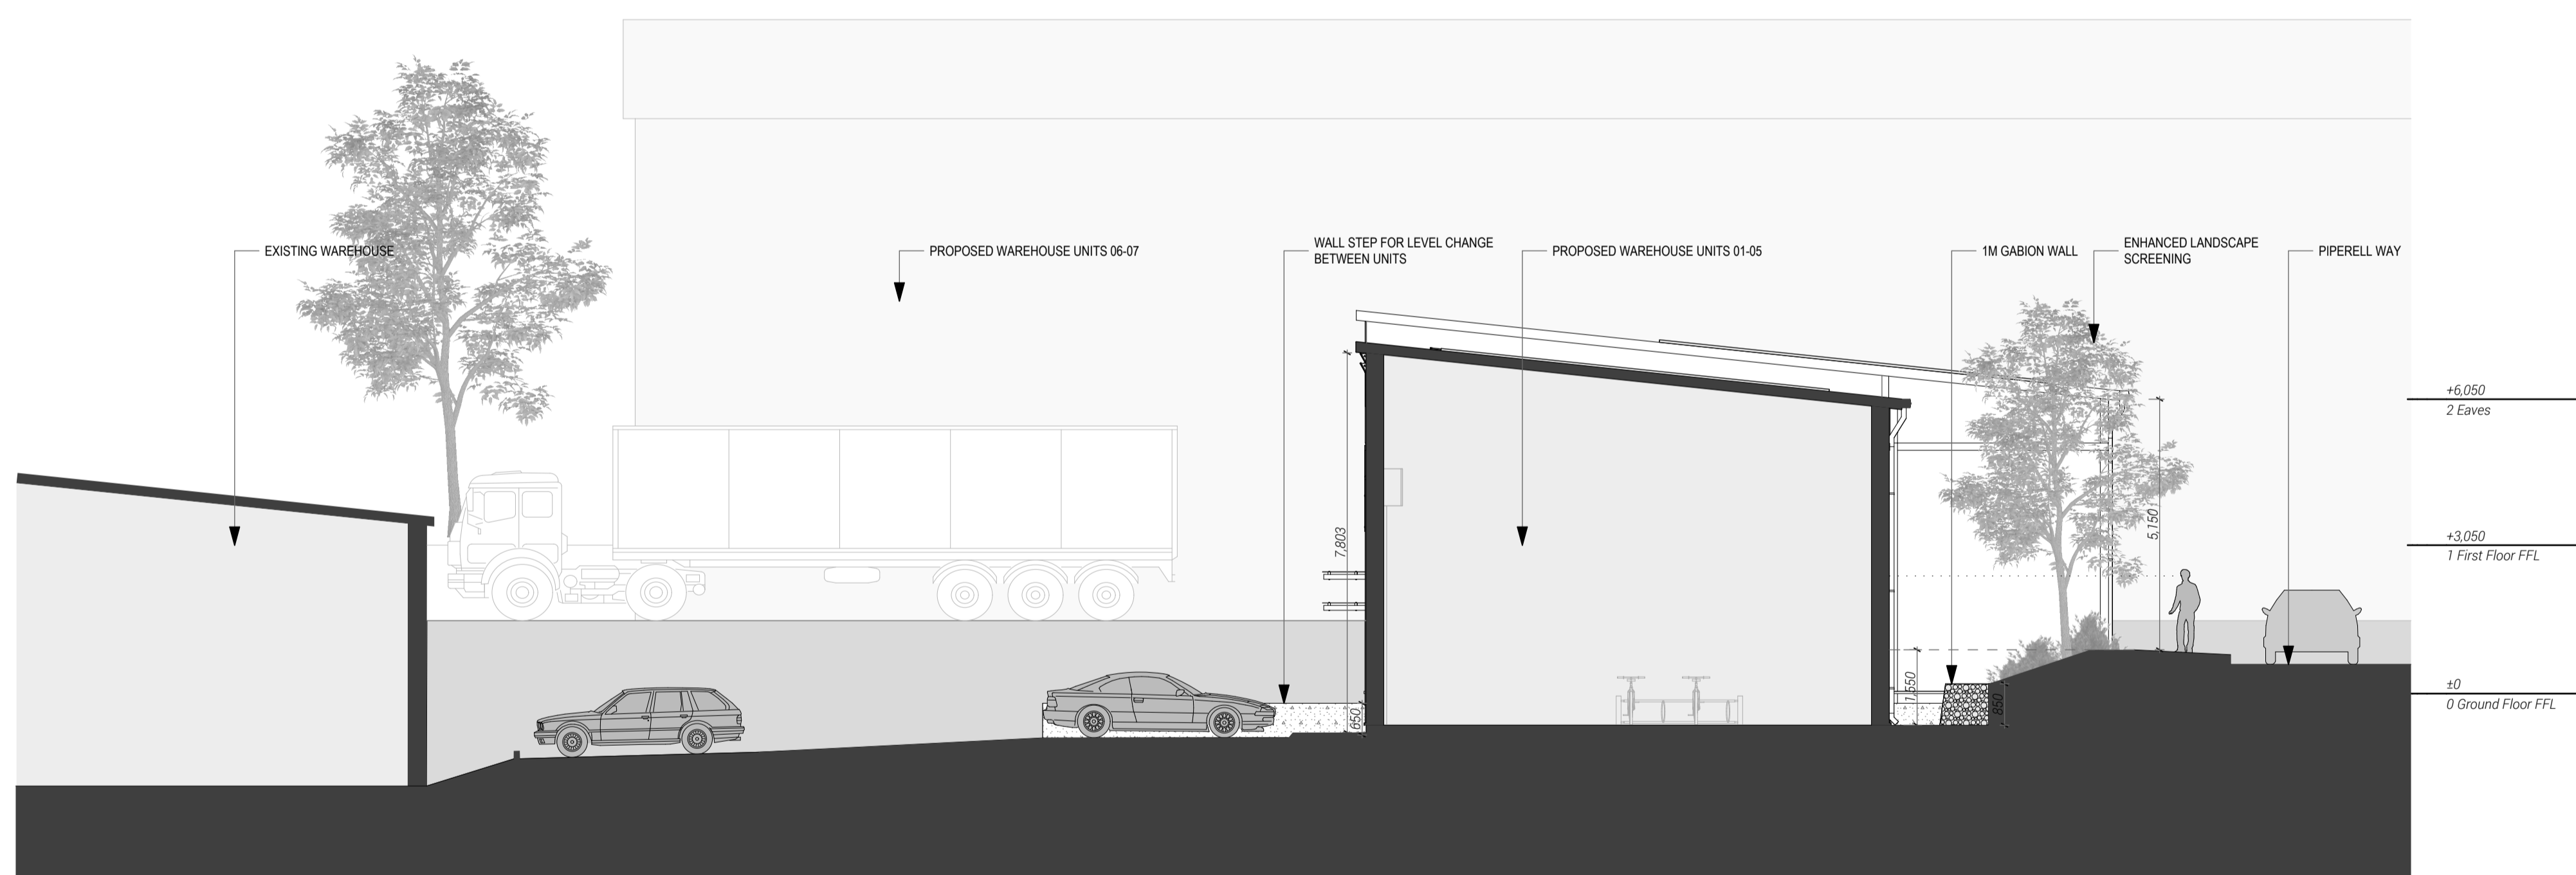 EXISTING WAREHOUSE
PROPOSED WAREHOUSE UNITS 06-07
WALL STEP FOR LEVEL CHANGE
BETWEEN UNITS
PROPOSED WAREHOUSE UNITS 01-05
1M GABION WALL
ENHANCED LANDSCAPE
SCREENING
PIPERELL WAY
+6,050
2 Eaves
7,803
5,150
+3,050
1 First Floor FFL
650
1,550
850
±0
0 Ground Floor FFL